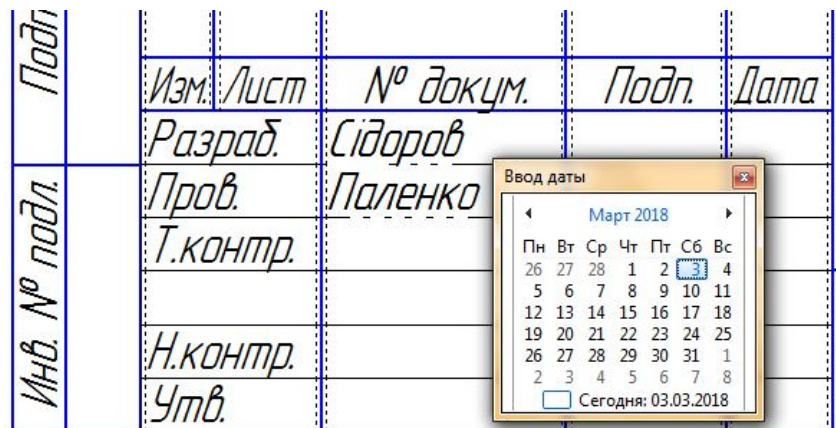 Подп
Инв. № подл.
Изм. Лист № докум. Подп. Дата
Разраб. Сідоров
Пров. Паленко
Т.контр.
Н.контр.
Утв.
Ввод даты
Март 2018
Пн Вт Ср Чт Пт Сб Вс
26 27 28 1 2 3 4
5 6 7 8 9 10 11
12 13 14 15 16 17 18
19 20 21 22 23 24 25
26 27 28 29 30 31 1
2 3 4 5 6 7 8
Сегодня: 03.03.2018